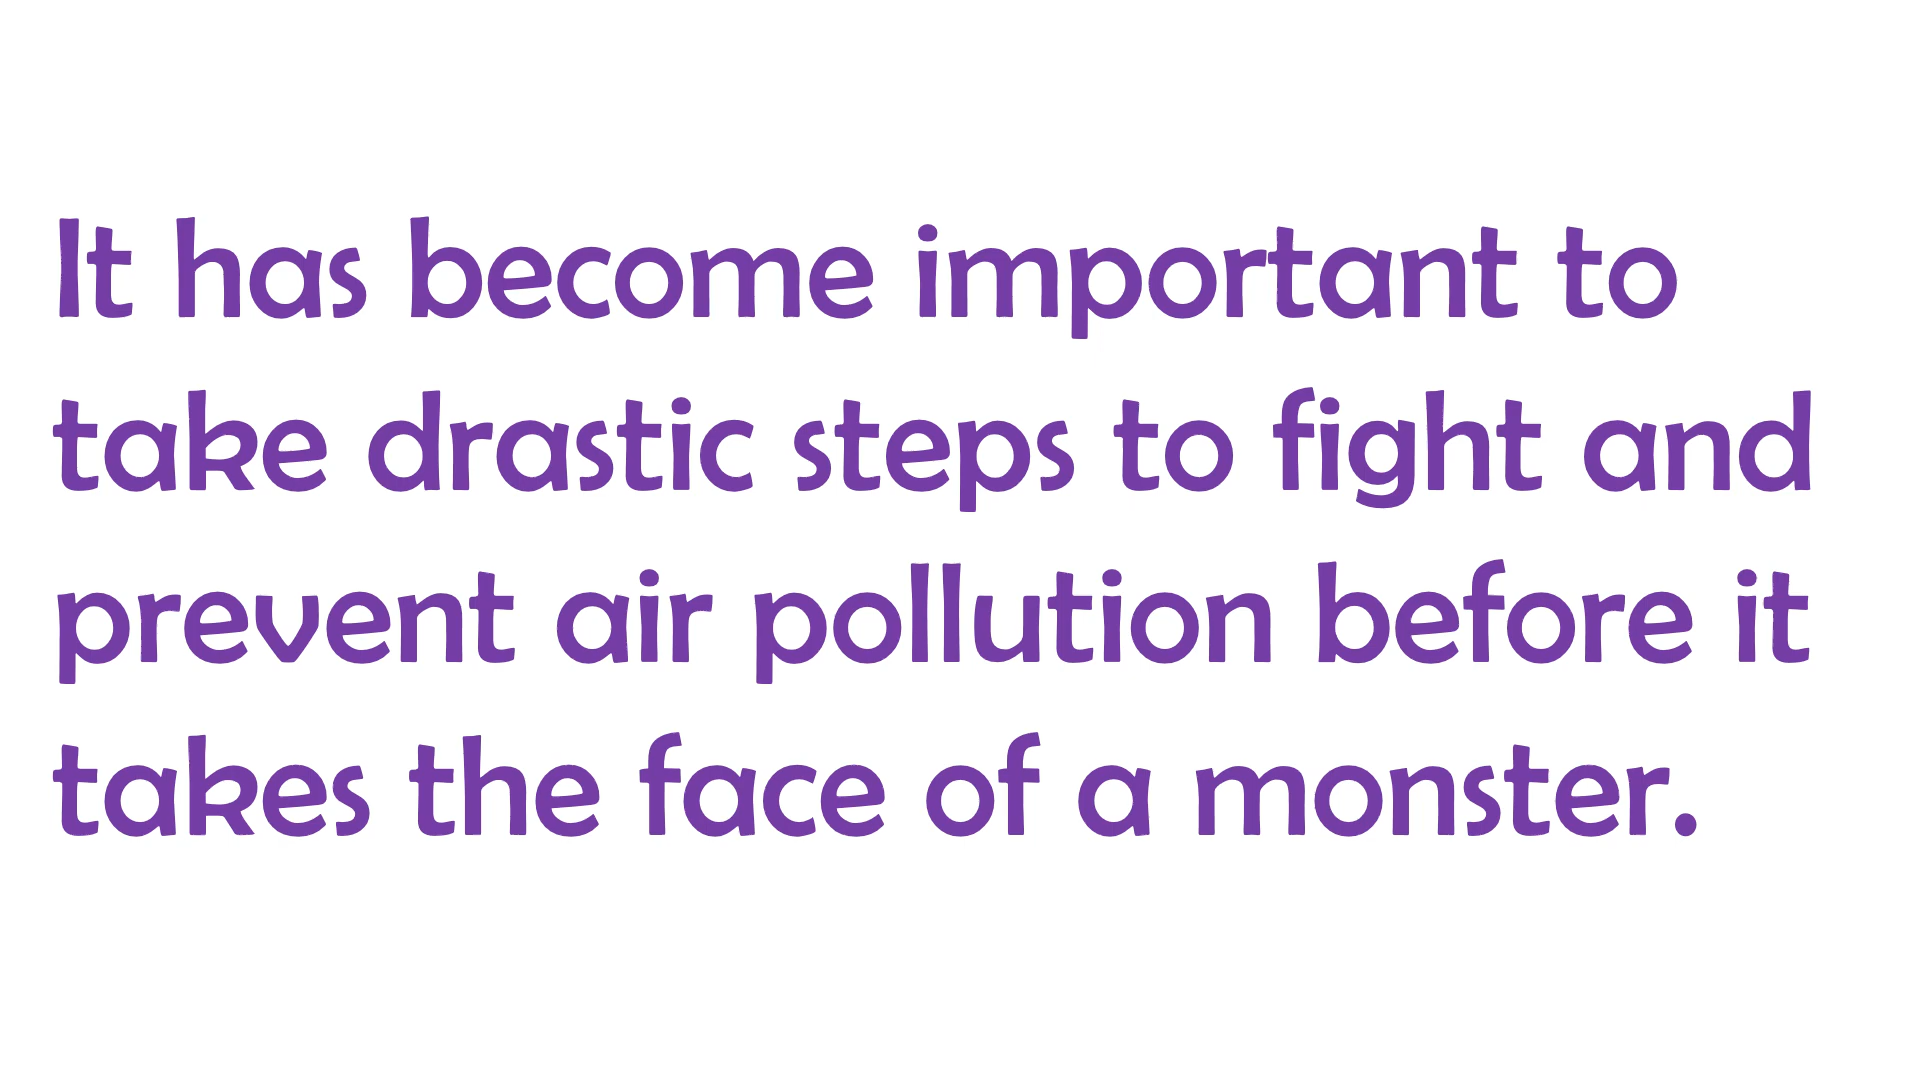 It has become important to
take drastic steps to fight and
prevent air pollution before it
takes the face of a monster.